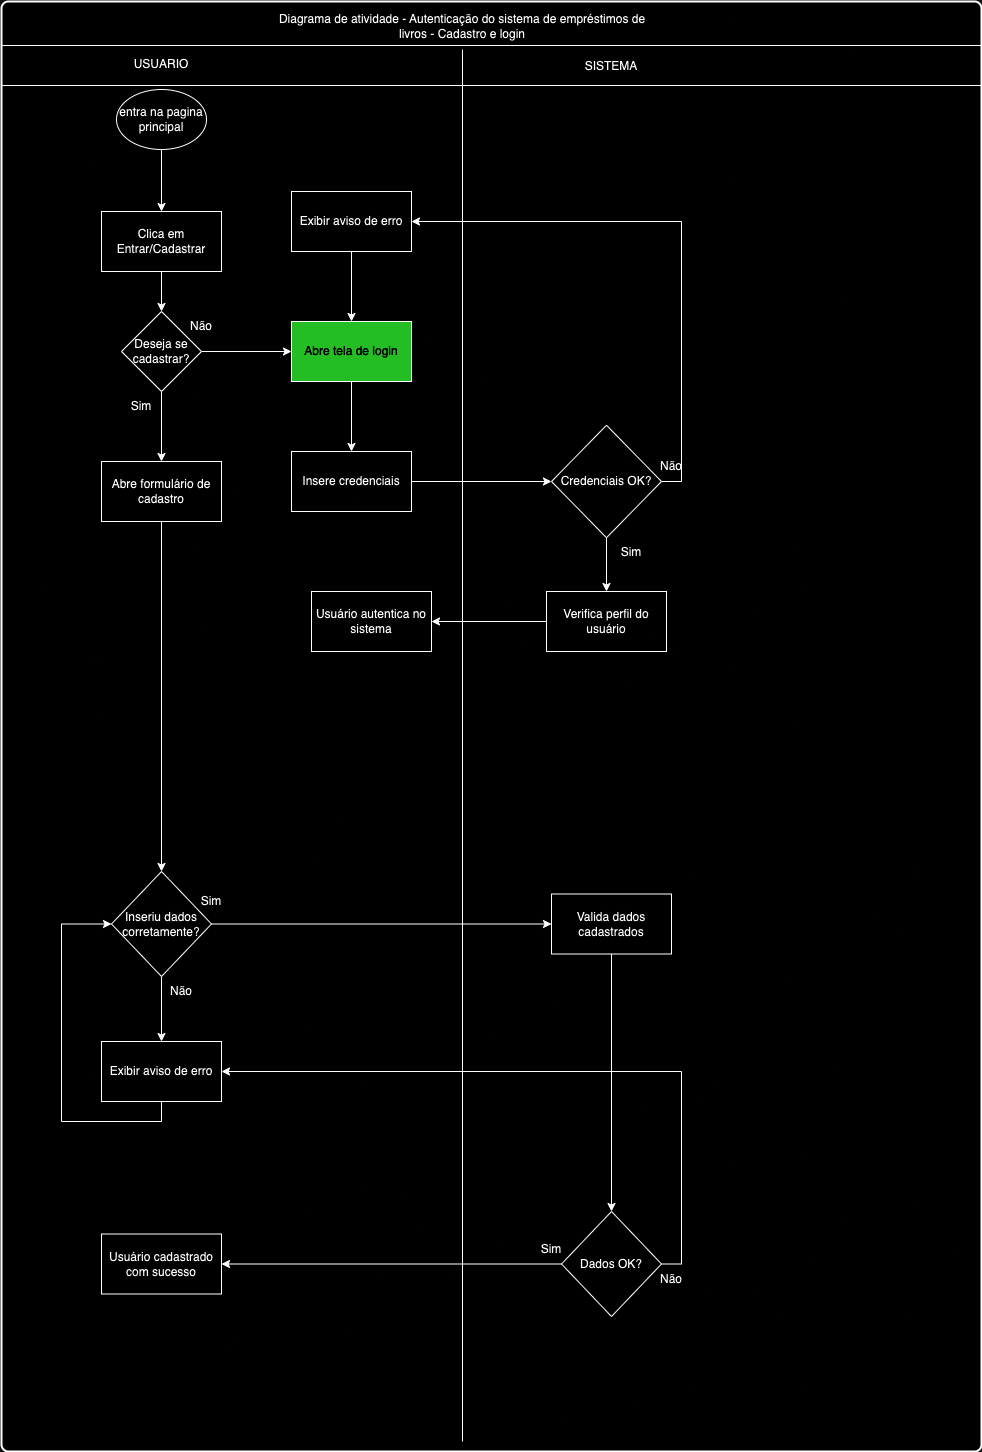 Diagrama de atividade - Autenticação do sistema de empréstimos de
livros - Cadastro e login
USUARIO
SISTEMA
entra na pagina
principal
Clica em
Entrar/Cadastrar
Exibir aviso de erro
Não
Deseja se
cadastrar?
Abre tela de login
Sim
Abre formulário de
cadastro
Insere credenciais
Credenciais OK?
Não
Sim
Usuário autentica no
sistema
Verifica perfil do
usuário
Sim
Inseriu dados
corretamente?
Valida dados
cadastrados
Não
Exibir aviso de erro
Usuário cadastrado
com sucesso
Sim
Dados OK?
Não